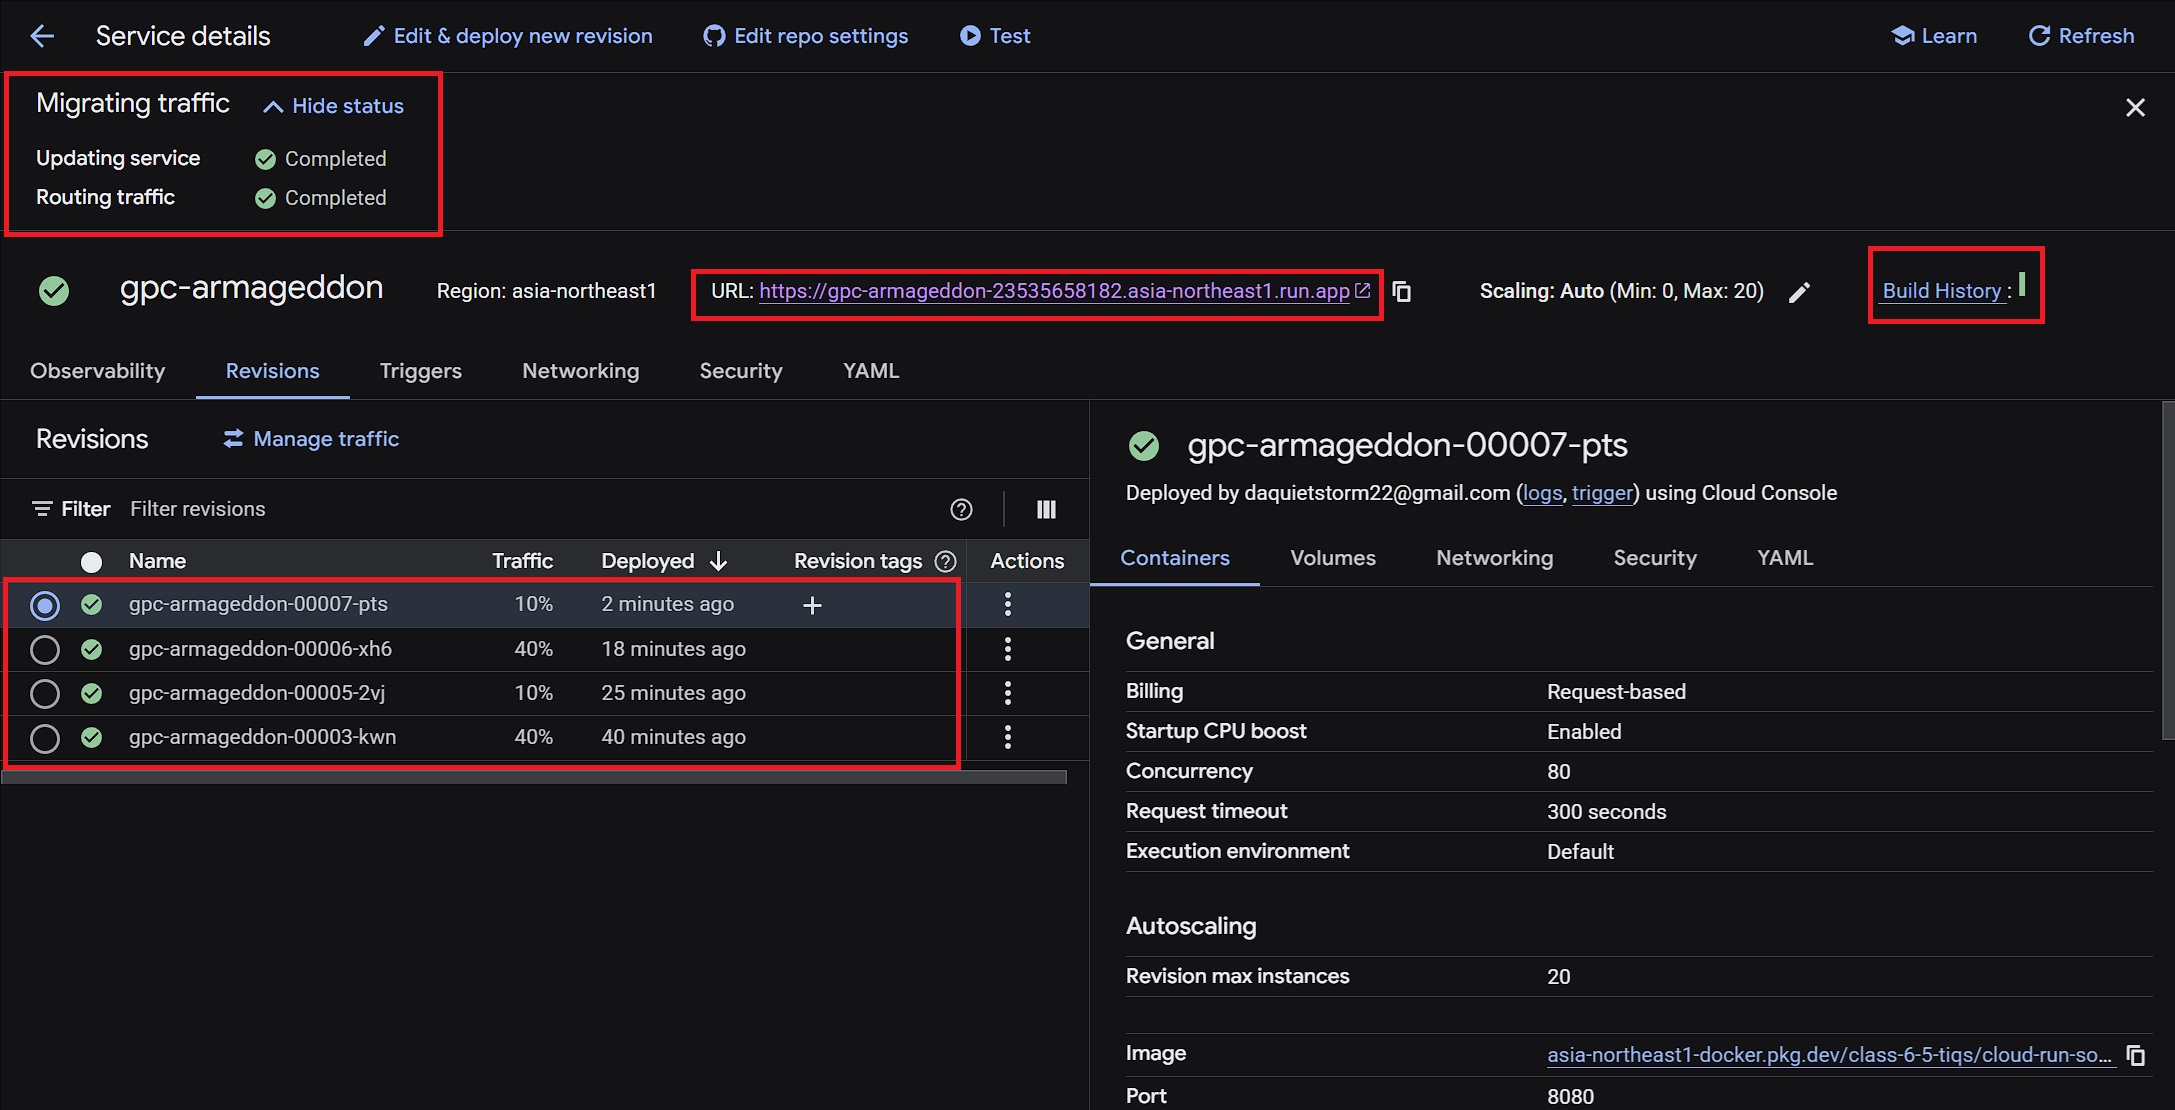 Service details
Edit & deploy new revision
Edit repo settings
Test
Learn
Refresh
Migrating traffic
Hide status
Updating service
Completed
Routing traffic
Completed
gpc-armageddon
Region: asia-northeast1
URL: https://gpc-armageddon-23535658182.asia-northeast1.run.app
Scaling: Auto (Min: 0, Max: 20)
Build History :
Observability
Revisions
Triggers
Networking
Security
YAML
Revisions
Manage traffic
Filter
Filter revisions
Name
Traffic
Deployed
Revision tags
Actions
gpc-armageddon-00007-pts
10%
2 minutes ago
gpc-armageddon-00006-xh6
40%
18 minutes ago
gpc-armageddon-00005-2vj
10%
25 minutes ago
gpc-armageddon-00003-kwn
40%
40 minutes ago
gpc-armageddon-00007-pts
Deployed by daquietstorm22@gmail.com (logs, trigger) using Cloud Console
Containers
Volumes
Networking
Security
YAML
General
Billing
Request-based
Startup CPU boost
Enabled
Concurrency
80
Request timeout
300 seconds
Execution environment
Default
Autoscaling
Revision max instances
20
Image
asia-northeast1-docker.pkg.dev/class-6-5-tiqs/cloud-run-so...
Port
8080